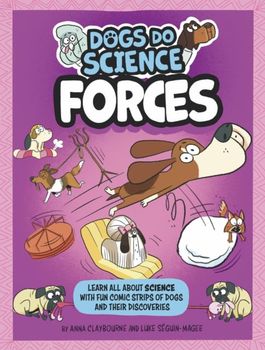 DOGS DO
SCIENCE
FORCES
LEARN ALL ABOUT SCIENCE
WITH FUN COMIC STRIPS OF DOGS
AND THEIR DISCOVERIES
BY ANNA CLAYBOURNE AND LUKE SÉGUIN-MAGEE